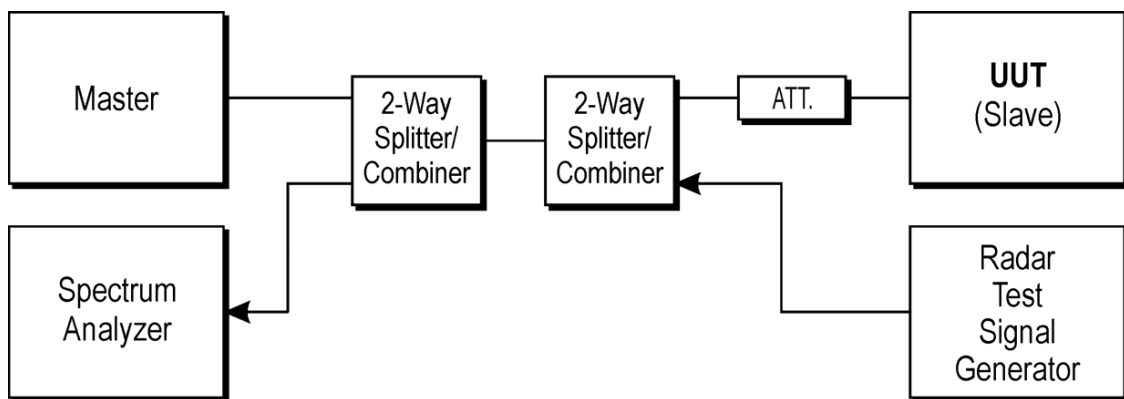 Master
2-Way
Splitter/
Combiner
2-Way
Splitter/
Combiner
ATT.
UUT
(Slave)
Spectrum
Analyzer
Radar
Test
Signal
Generator